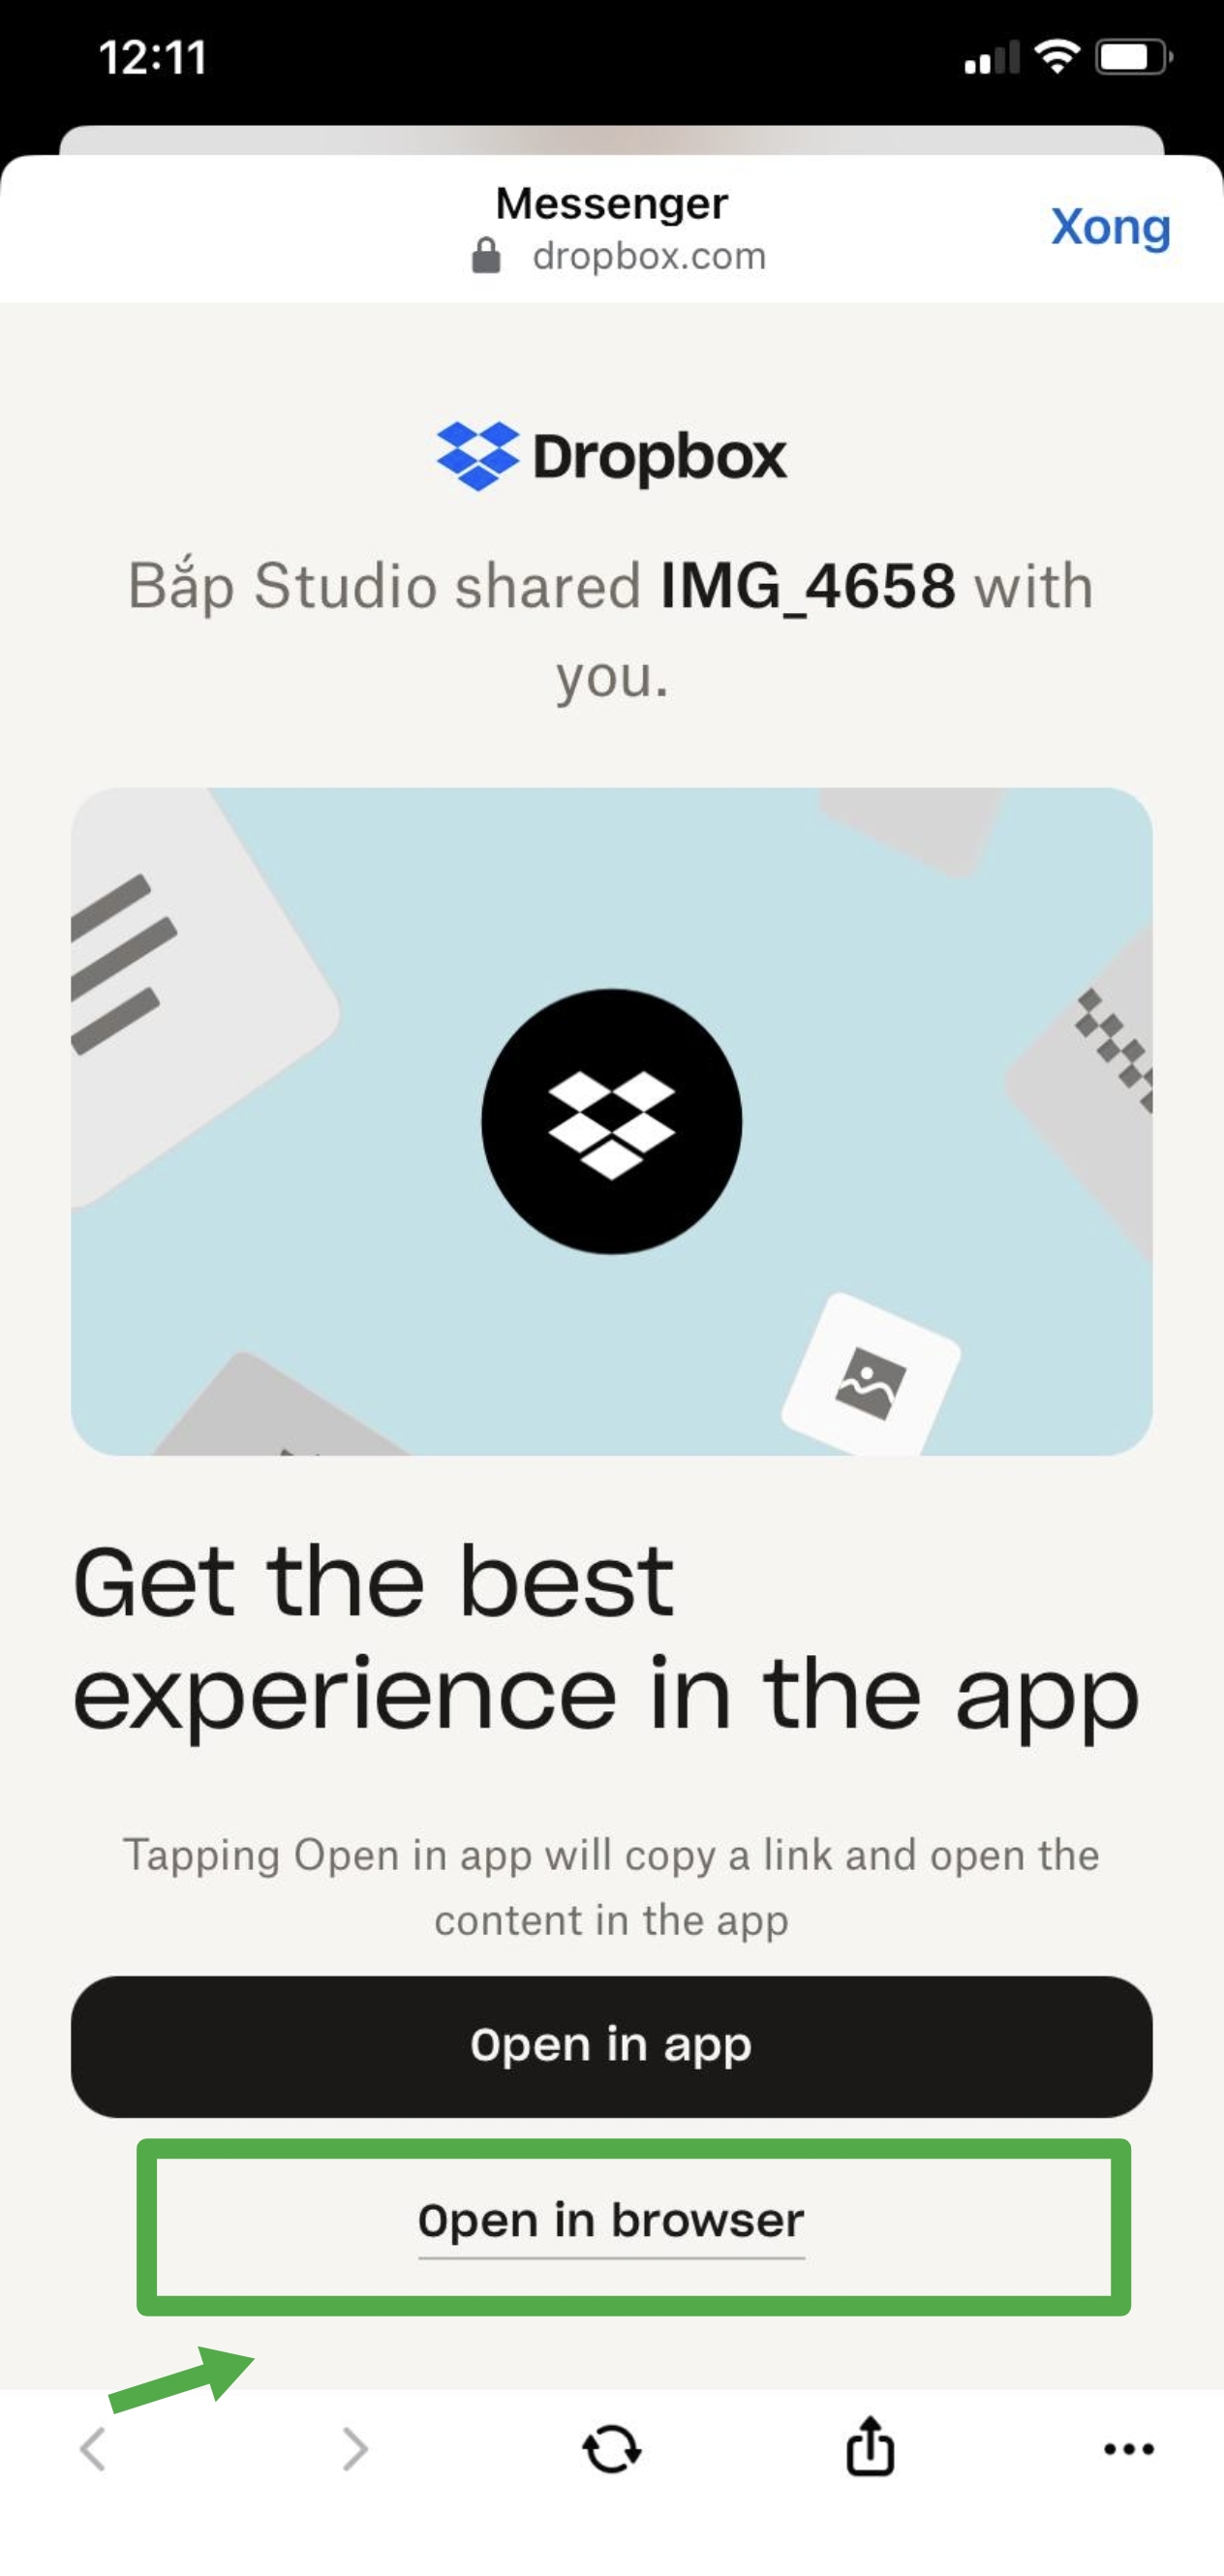 12:11
Messenger
dropbox.com
Xong
Dropbox
Bắp Studio shared IMG_4658 with
you.
Get the best
experience in the app
Tapping Open in app will copy a link and open the
content in the app
Open in app
Open in browser